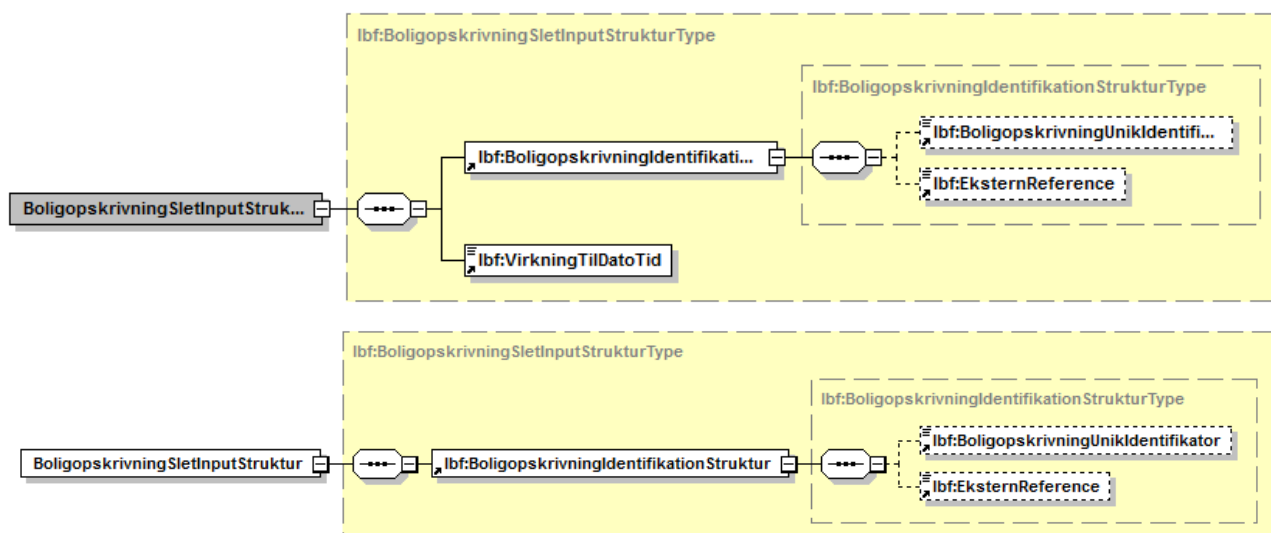 lbf:BoligopskrivningSletInputStrukturType
lbf:BoligopskrivningIdentifikationStrukturType
lbf:BoligopskrivningUnikIdentifi...
lbf:BoligopskrivningIdentifikati...
lbf:EksternReference
BoligopskrivningSletInputStruk...
lbf:VirkningTilDatoTid
lbf:BoligopskrivningSletInputStrukturType
lbf:BoligopskrivningIdentifikationStrukturType
lbf:BoligopskrivningUnikIdentifikator
BoligopskrivningSletInputStruktur
lbf:BoligopskrivningIdentifikationStruktur
lbf:EksternReference